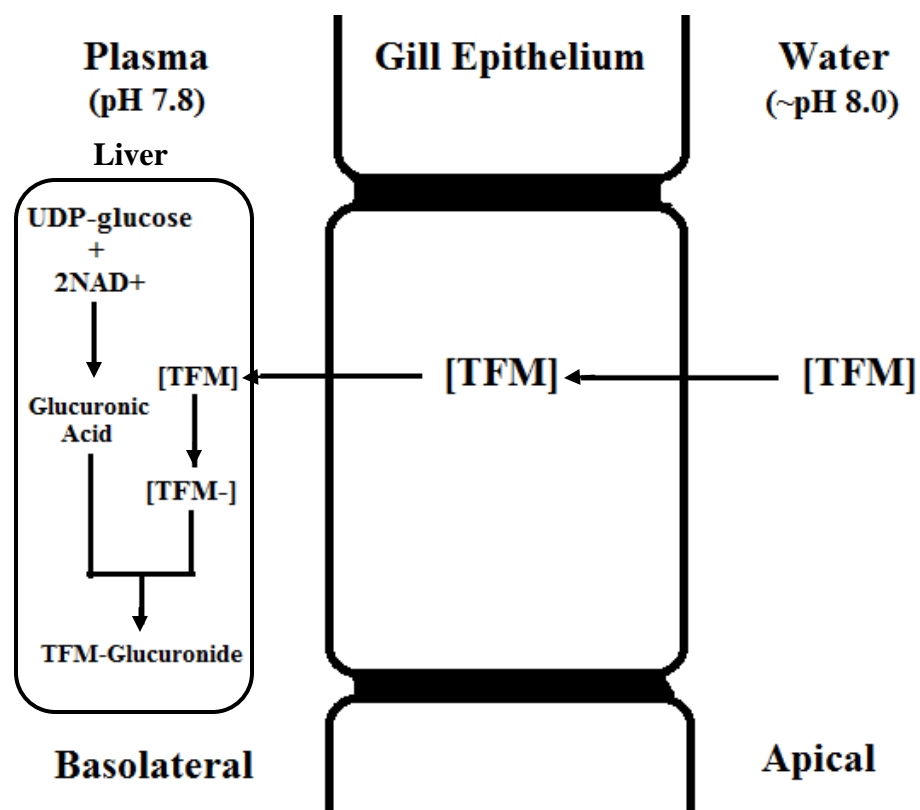 Plasma
(pH 7.8)
Gill Epithelium
Water
(~pH 8.0)
Liver
UDP-glucose
+
2NAD+
Glucuronic
Acid
[TFM]
[TFM-]
TFM-Glucuronide
[TFM]
[TFM]
Basolateral
Apical